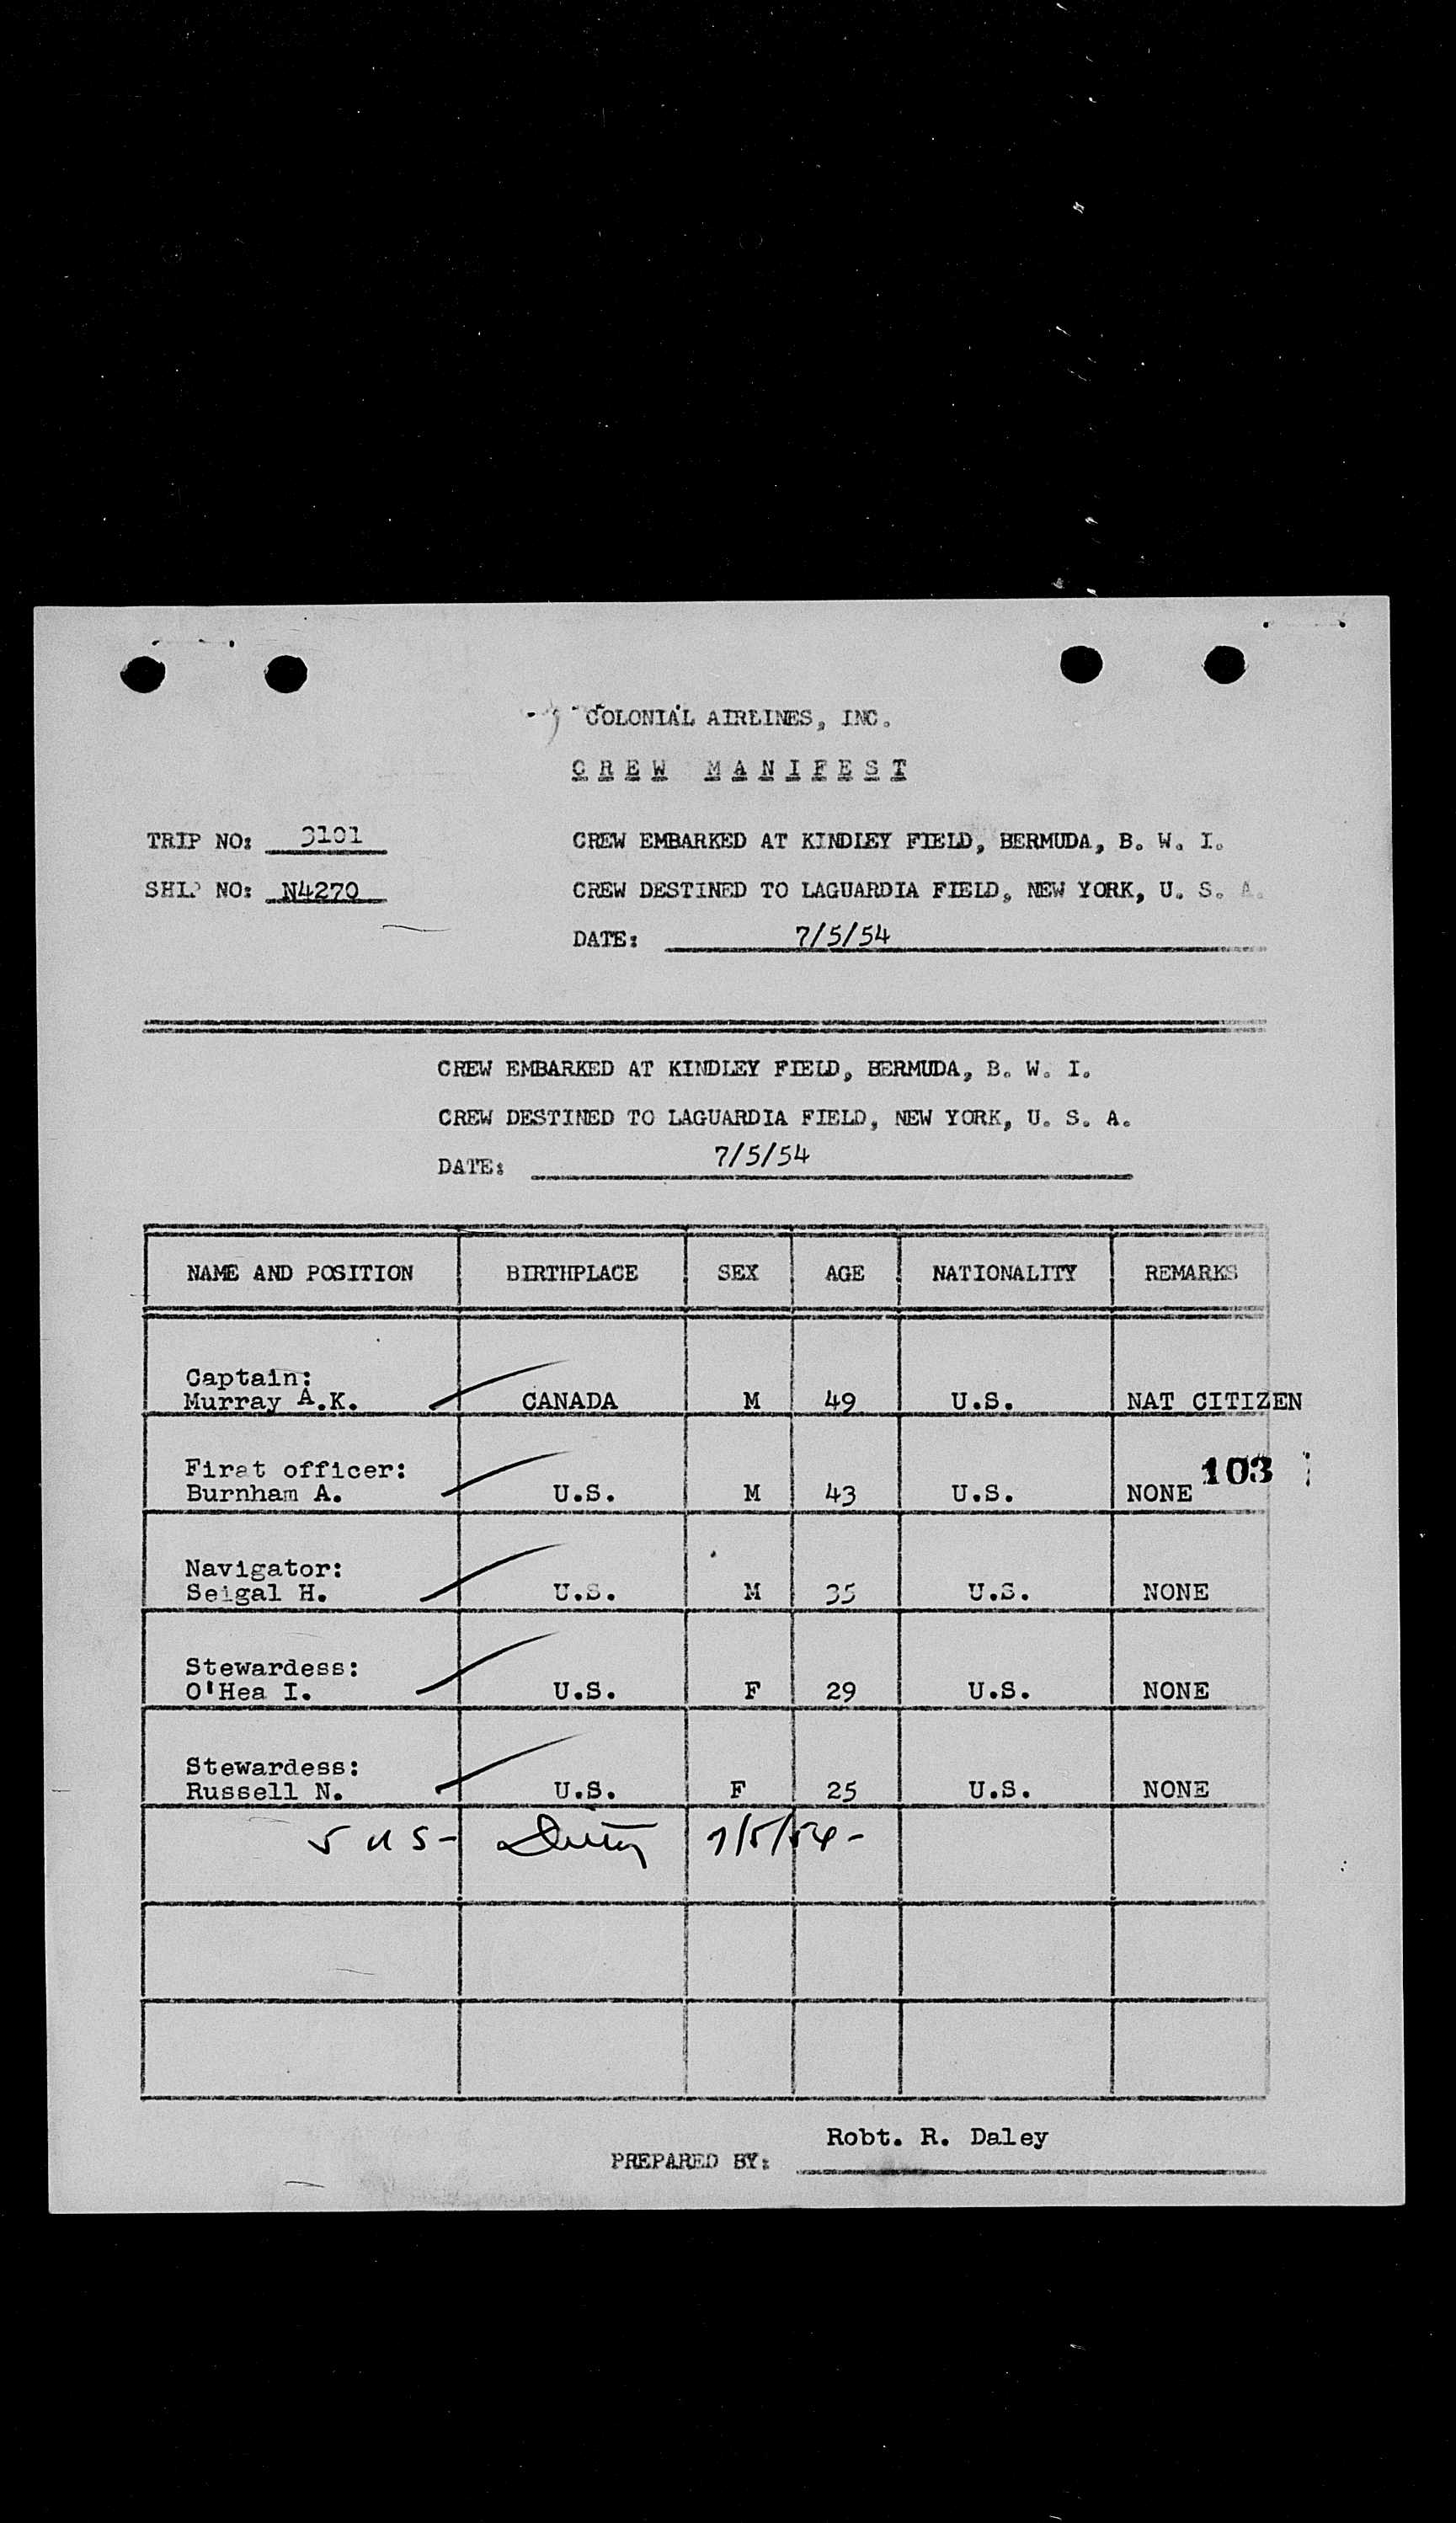 COLONIAL AIRLINES, INC.
CREW MANIFEST
TRIP NO: 3101
CREW EMBARKED AT KINDLEY FIELD, BERMUDA, B. W. I.
SHIP NO: N4270
CREW DESTINED TO LAGUARDIA FIELD, NEW YORK, U. S. A.
DATE: 7/5/54
CREW EMBARKED AT KINDLEY FIELD, BERMUDA, B. W. I.
CREW DESTINED TO LAGUARDIA FIELD, NEW YORK, U. S. A.
DATE: 7/5/54
NAME AND POSITION BIRTHPLACE SEX AGE NATIONALITY REMARKS
Captain:
Murray A.K. CANADA M 49 U.S. NAT CITIZEN
First officer: 103
Burnham A. U.S. M 43 U.S. NONE
Navigator:
Seigal H. U.S. M 35 U.S. NONE
Stewardess:
O'Hea I. U.S. F 29 U.S. NONE
Stewardess:
Russell N. U.S. F 25 U.S. NONE
5 US- 7/5/54-
Robt. R. Daley
PREPARED BY: